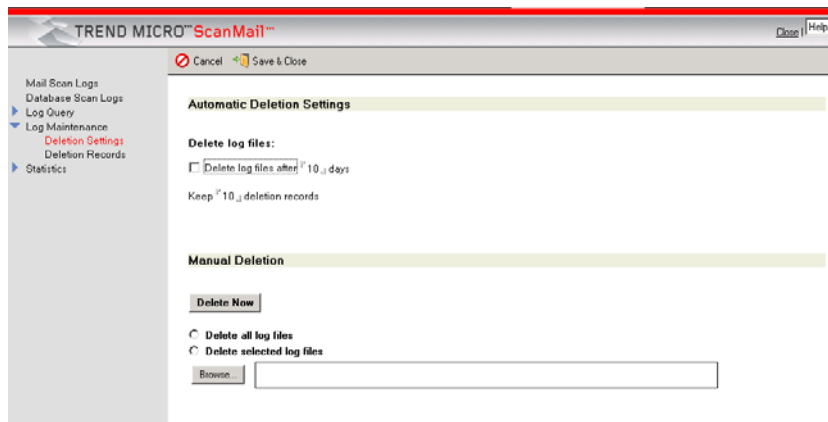 TREND MICRO™ ScanMail™
Close | Help
Cancel Save & Close
Mail Scan Logs
Database Scan Logs
Log Query
Log Maintenance
Deletion Settings
Deletion Records
Statistics
Automatic Deletion Settings
Delete log files:
Delete log files after 10 days
Keep 10 deletion records
Manual Deletion
Delete Now
Delete all log files
Delete selected log files
Browse...